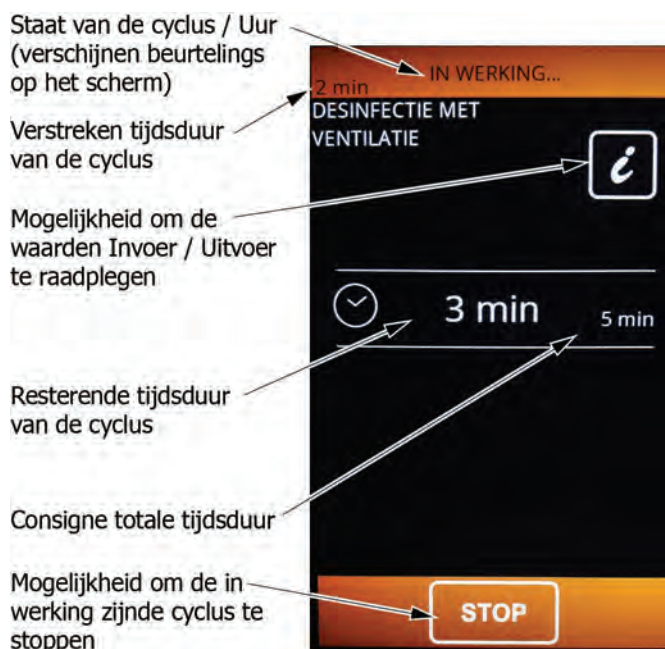 Staat van de cyclus / Uur
(verschijnen beurtelings
op het scherm)
Verstreken tijdsduur
van de cyclus
Mogelijkheid om de
waarden Invoer / Uitvoer
te raadplegen
Resterende tijdsduur
van de cyclus
Consigne totale tijdsduur
Mogelijkheid om de in
werking zijnde cyclus te
stoppen
IN WERKING...
2 min
DESINFECTIE MET
VENTILATIE
i
3 min
5 min
STOP